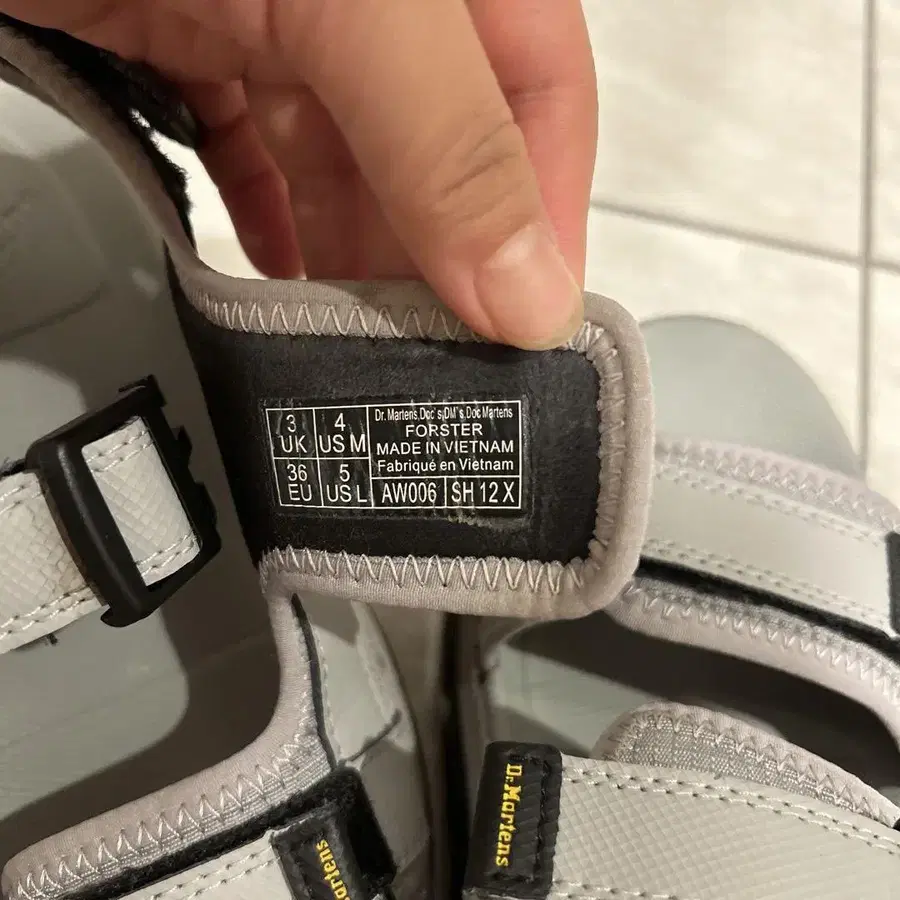 3 UK
4 US M
36 EU
5 US L
Dr.Martens,Doc's,DM's,Doc Martens
FORSTER
MADE IN VIETNAM
Fabriqué en Vietnam
AW006
SH 12 X
Dr.Martens
Dr.Martens